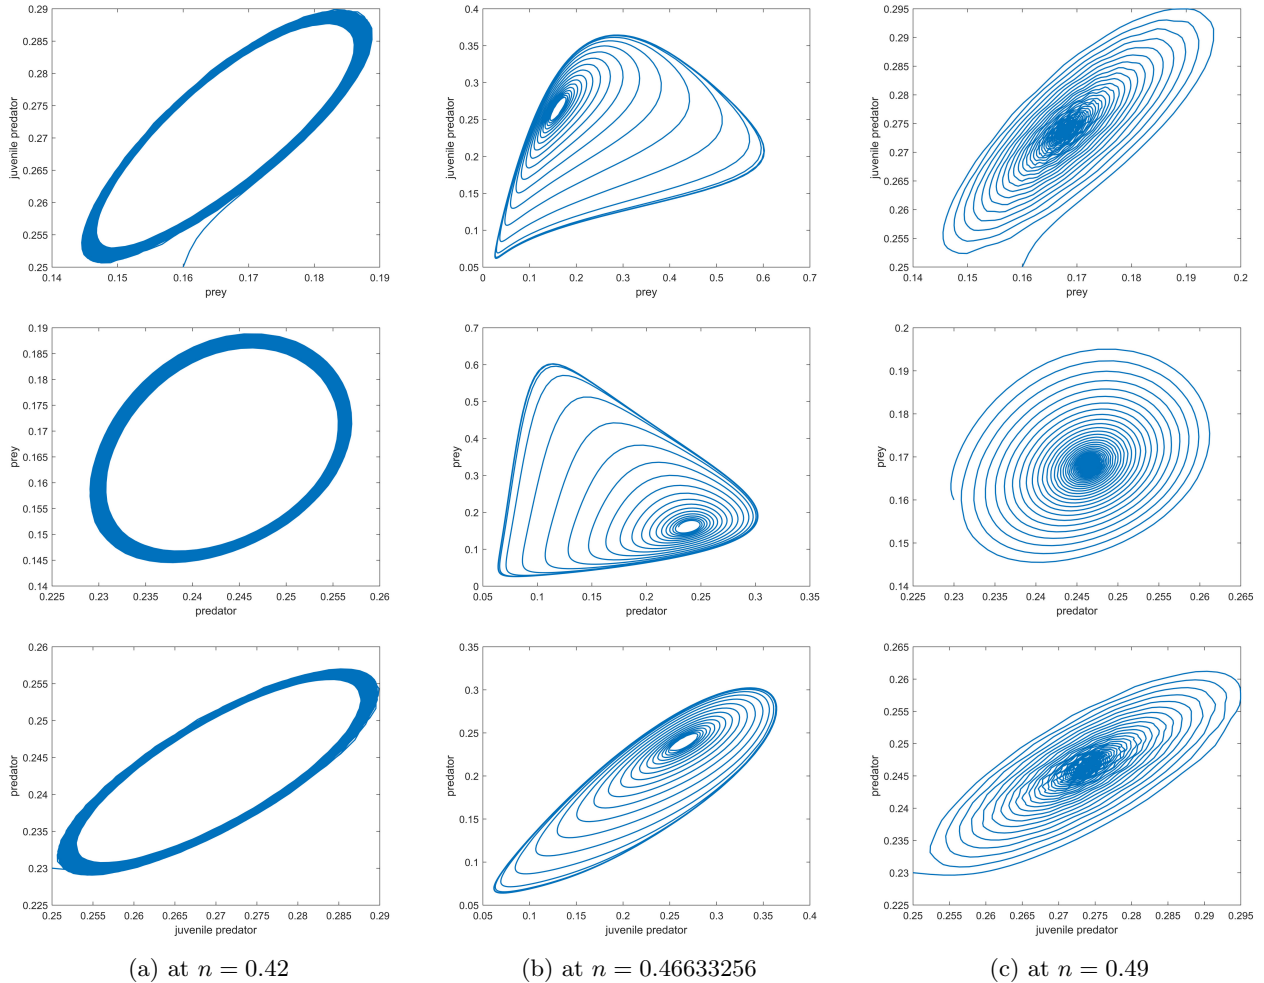 juvenile predator
0.29
0.285
0.28
0.275
0.27
0.265
0.26
0.255
0.25
0.14 0.15 0.16 0.17 0.18 0.19
prey
juvenile predator
0.4
0.35
0.3
0.25
0.2
0.15
0.1
0.05
0 0.1 0.2 0.3 0.4 0.5 0.6 0.7
prey
juvenile predator
0.295
0.29
0.285
0.28
0.275
0.27
0.265
0.26
0.255
0.25
0.14 0.15 0.16 0.17 0.18 0.19 0.2
prey
prey
0.19
0.185
0.18
0.175
0.17
0.165
0.16
0.155
0.15
0.145
0.14
0.225 0.23 0.235 0.24 0.245 0.25 0.255 0.26
predator
prey
0.7
0.6
0.5
0.4
0.3
0.2
0.1
0
0.05 0.1 0.15 0.2 0.25 0.3 0.35
predator
prey
0.2
0.19
0.18
0.17
0.16
0.15
0.14
0.225 0.23 0.235 0.24 0.245 0.25 0.255 0.26 0.265
predator
predator
0.26
0.255
0.25
0.245
0.24
0.235
0.23
0.225
0.25 0.255 0.26 0.265 0.27 0.275 0.28 0.285 0.29
juvenile predator
predator
0.35
0.3
0.25
0.2
0.15
0.1
0.05
0.05 0.1 0.15 0.2 0.25 0.3 0.35 0.4
juvenile predator
predator
0.265
0.26
0.255
0.25
0.245
0.24
0.235
0.23
0.225
0.25 0.255 0.26 0.265 0.27 0.275 0.28 0.285 0.29 0.295
juvenile predator
(a) at n = 0.42
(b) at n = 0.46633256
(c) at n = 0.49